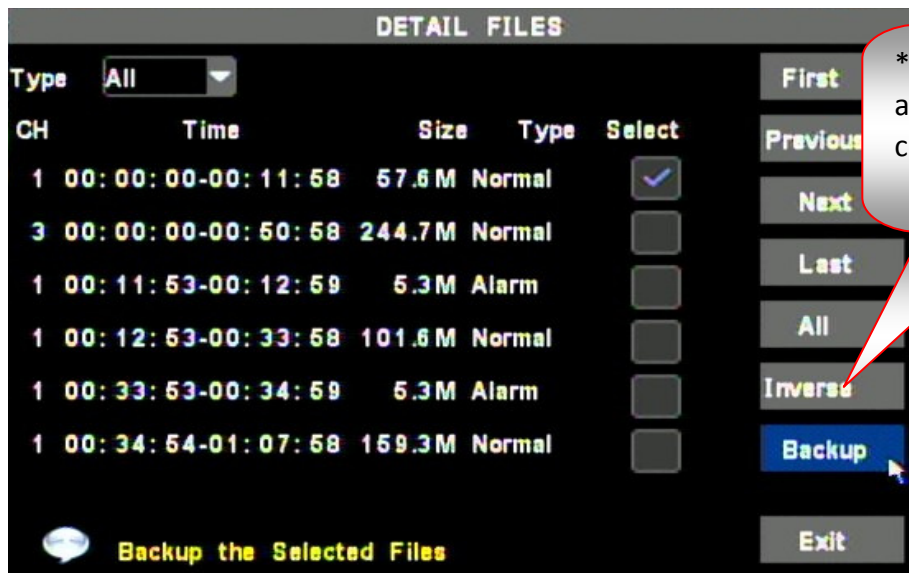 DETAIL FILES
Type All
CH Time Size Type Select
1 00:00:00-00:11:58 57.6M Normal
3 00:00:00-00:50:58 244.7M Normal
1 00:11:53-00:12:59 5.3M Alarm
1 00:12:53-00:33:58 101.6M Normal
1 00:33:53-00:34:59 5.3M Alarm
1 00:34:54-01:07:58 159.3M Normal
Backup the Selected Files
First
Previous
Next
Last
All
Inverse
Backup
Exit
*
a
c